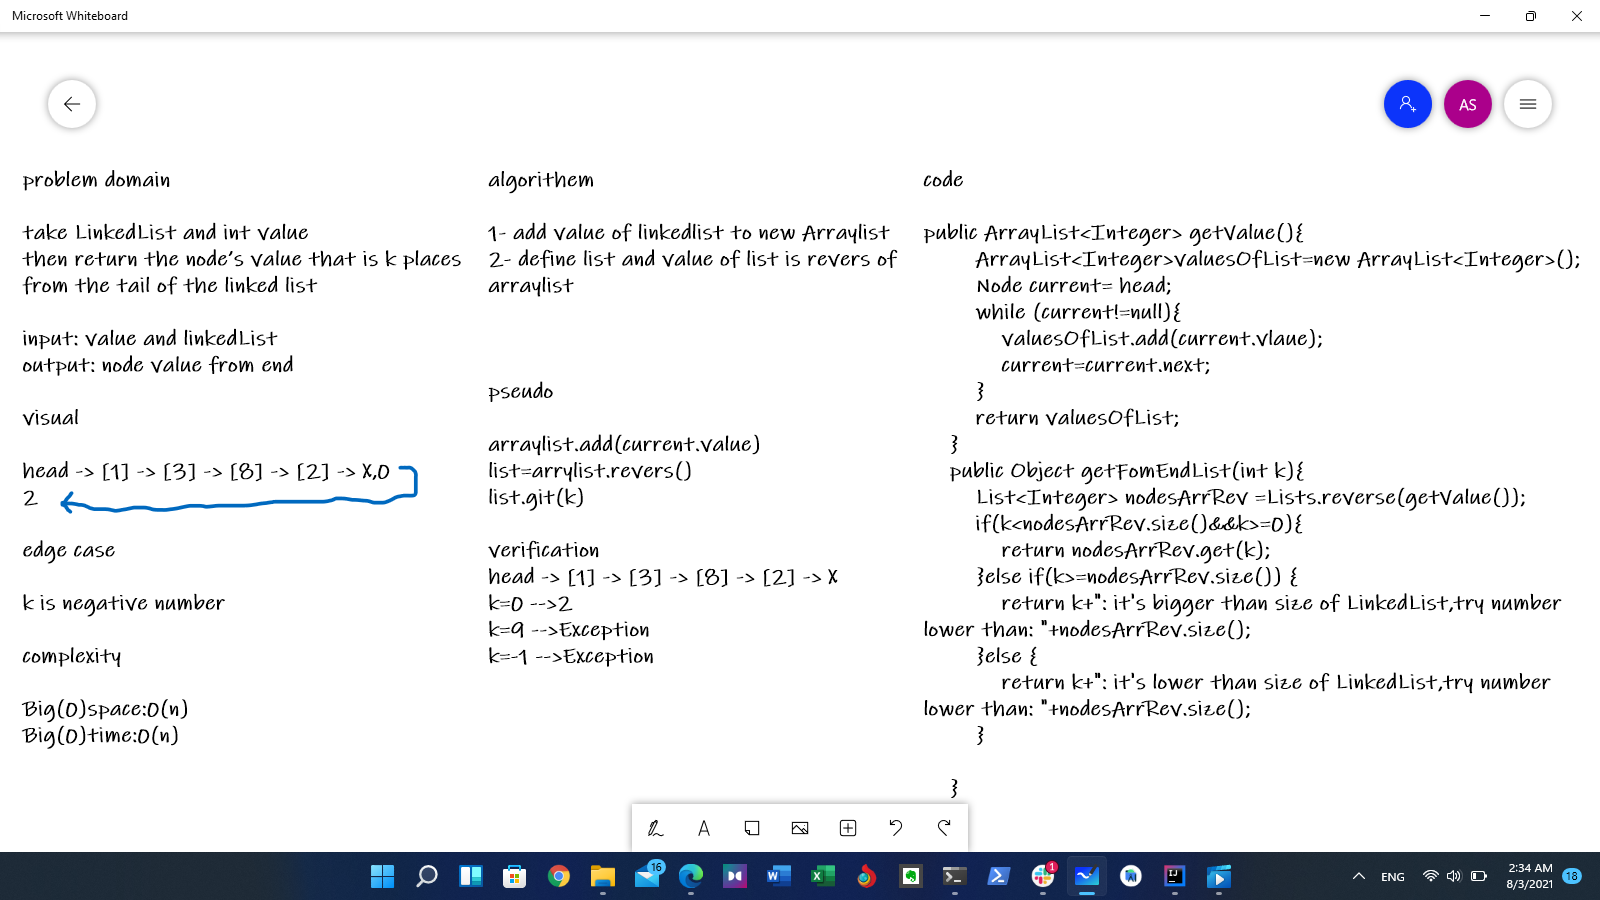 Microsoft Whiteboard
AS
problem domain
take LinkedList and int value
then return the node's value that is k places
from the tail of the linked list
input: value and linkedList
output: node value from end
visual
head -> [1] -> [3] -> [8] -> [2] -> X,0
2
edge case
k is negative number
complexity
Big(O)space:O(n)
Big(O)time:O(n)
algorithem
1- add value of linkedlist to new Arraylist
2- define list and value of list is revers of
arraylist
pseudo
arraylist.add(current.value)
list=arrylist.revers()
list.git(k)
verification
head -> [1] -> [3] -> [8] -> [2] -> X
k=0 -->2
k=9 -->Exception
k=-1 -->Exception
code
public ArrayList<Integer> getValue(){
ArrayList<Integer>valuesOfList=new ArrayList<Integer>();
Node current= head;
while (current!=null){
valuesOfList.add(current.vlaue);
current=current.next;
}
return valuesOfList;
}
public Object getFomEndList(int k){
List<Integer> nodesArrRev =Lists.reverse(getValue());
if(k<nodesArrRev.size()&&k>=0){
return nodesArrRev.get(k);
}else if(k>=nodesArrRev.size()) {
return k+": it's bigger than size of LinkedList,try number
lower than: "+nodesArrRev.size();
}else {
return k+": it's lower than size of LinkedList,try number
lower than: "+nodesArrRev.size();
}
}
16
1
ENG
2:34 AM
8/3/2021
18